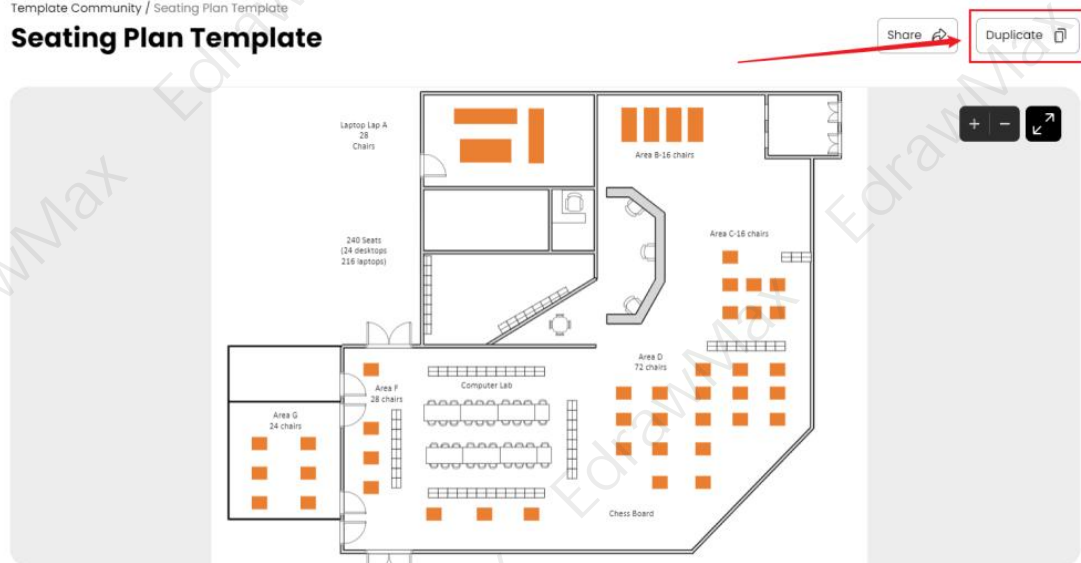 Template Community / Seating Plan Template
Seating Plan Template
Share
Duplicate
Laptop Lap A
28
Chairs
Area B-16 chairs
240 Seats
(24 desktops
216 laptops)
Area C-16 chairs
Area D
72 chairs
Area F
28 chairs
Computer Lab
Area G
24 chairs
Chess Board
EdrawMax
EdrawMax
EdrawMax